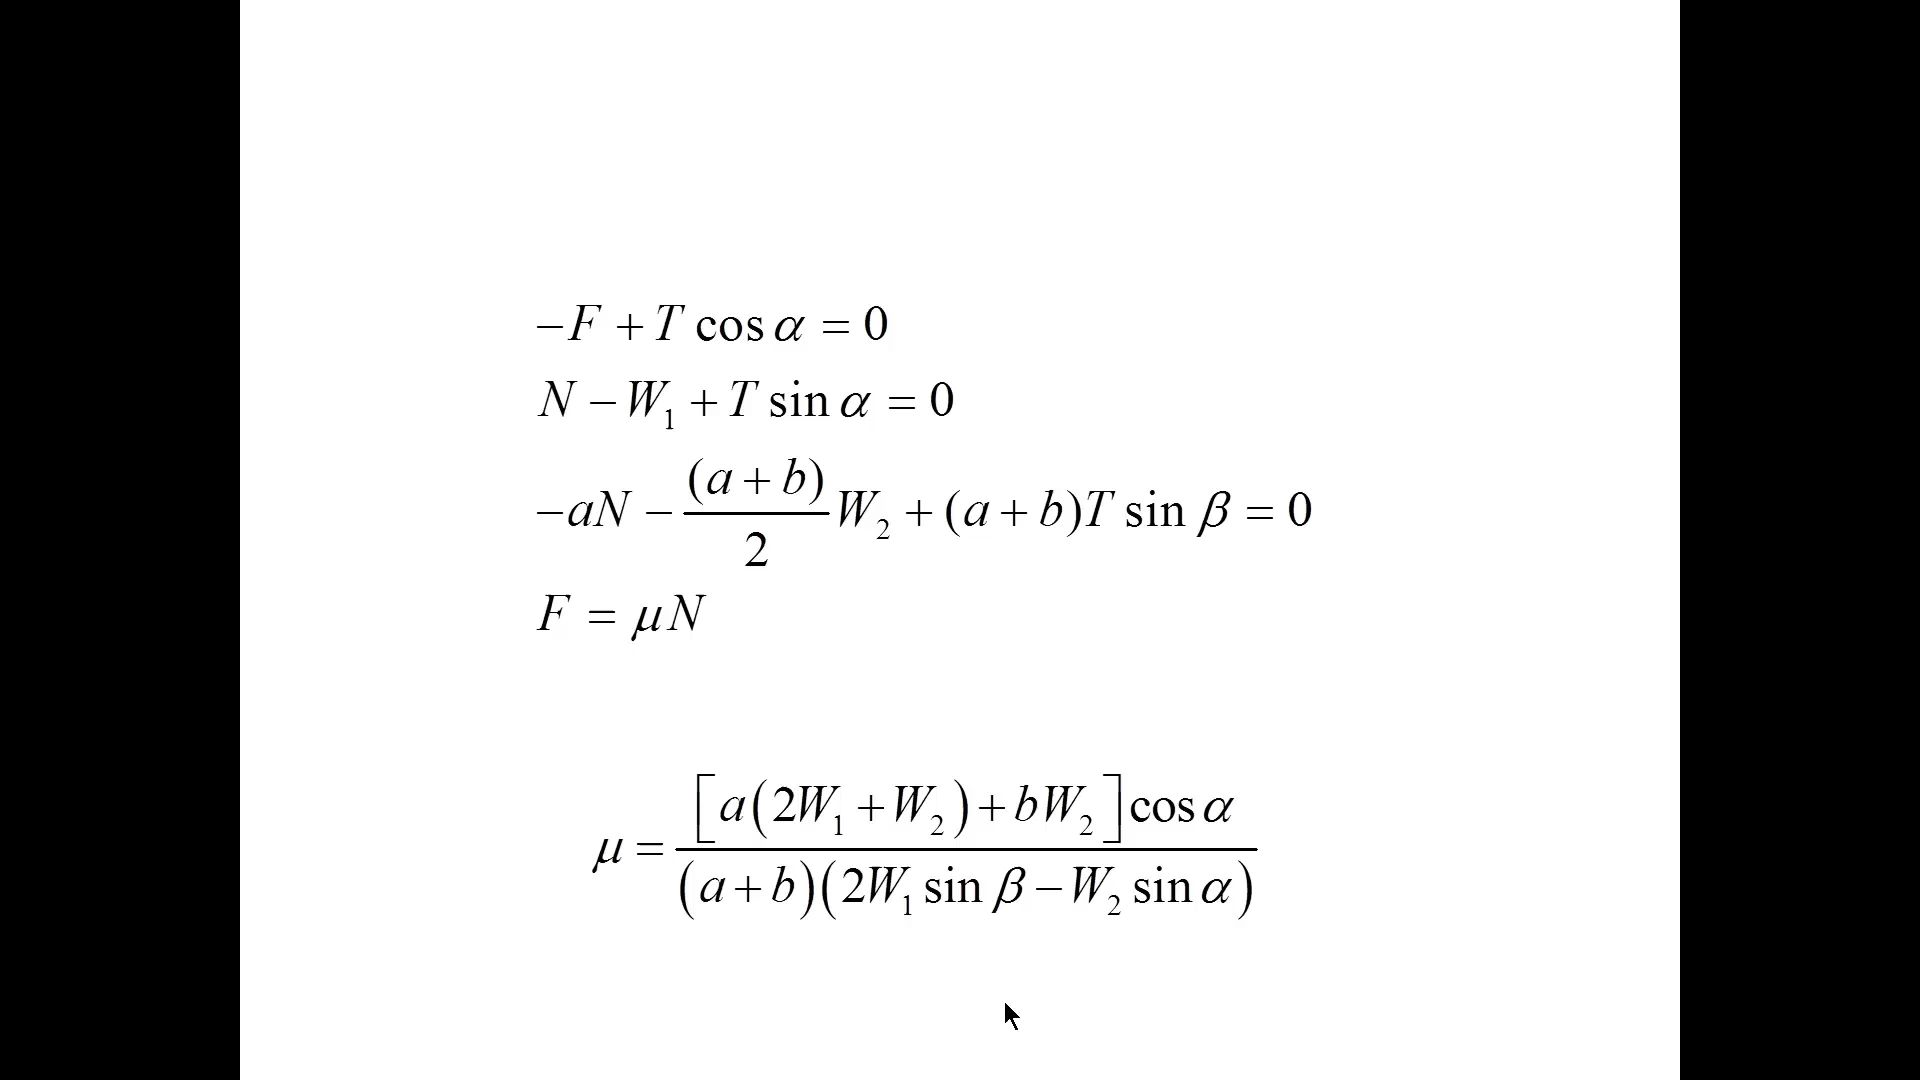 −F + T cos α = 0
N − W₁ + T sin α = 0
−aN − (a + b)/2 W₂ + (a + b)T sin β = 0
F = μN
μ = [a(2W₁ + W₂) + bW₂] cos α / (a + b)(2W₁ sin β − W₂ sin α)